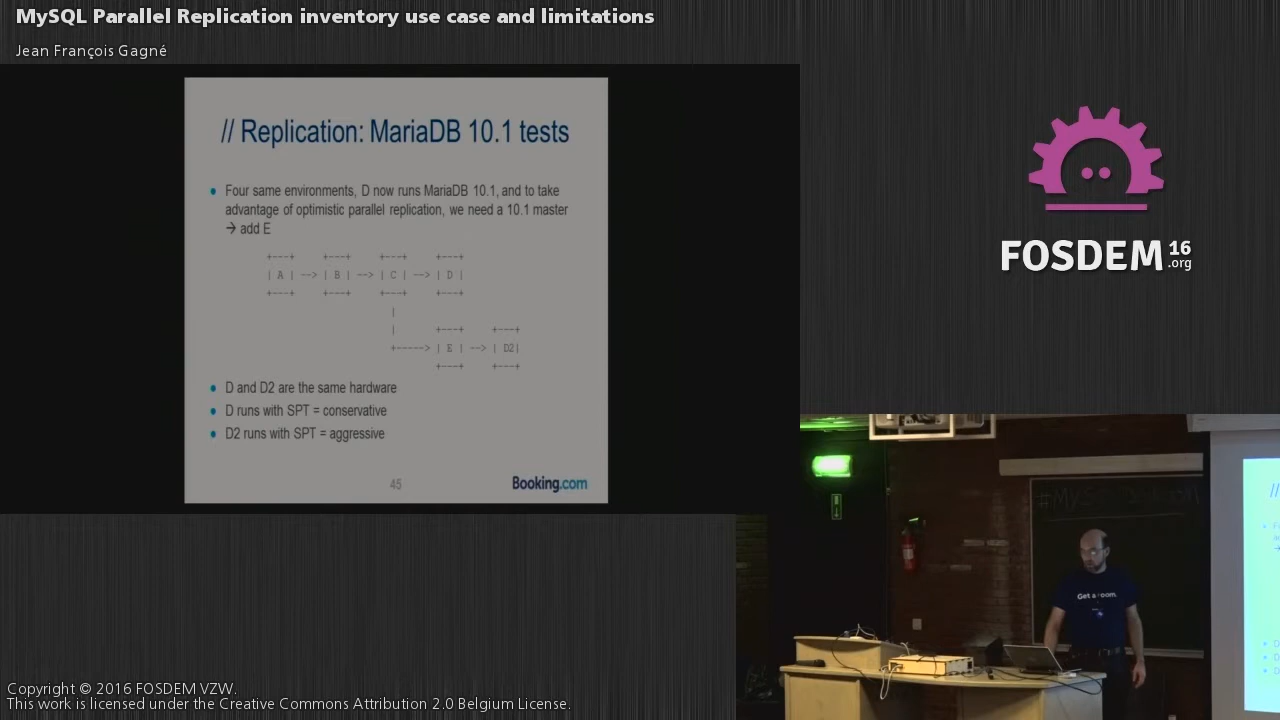 MySQL Parallel Replication inventory use case and limitations
Jean François Gagné
// Replication: MariaDB 10.1 tests
Four same environments, D now runs MariaDB 10.1, and to take
advantage of optimistic parallel replication, we need a 10.1 master
→ add E
+---+ +---+ +---+ +---+
| A | --> | B | --> | C | --> | D |
+---+ +---+ +---+ +---+
|
| +---+ +---+
+-----> | E | --> | D2|
+---+ +---+
D and D2 are the same hardware
D runs with SPT = conservative
D2 runs with SPT = aggressive
45
Booking.com
FOSDEM 16
.org
Get a room.
Copyright © 2016 FOSDEM VZW.
This work is licensed under the Creative Commons Attribution 2.0 Belgium License.